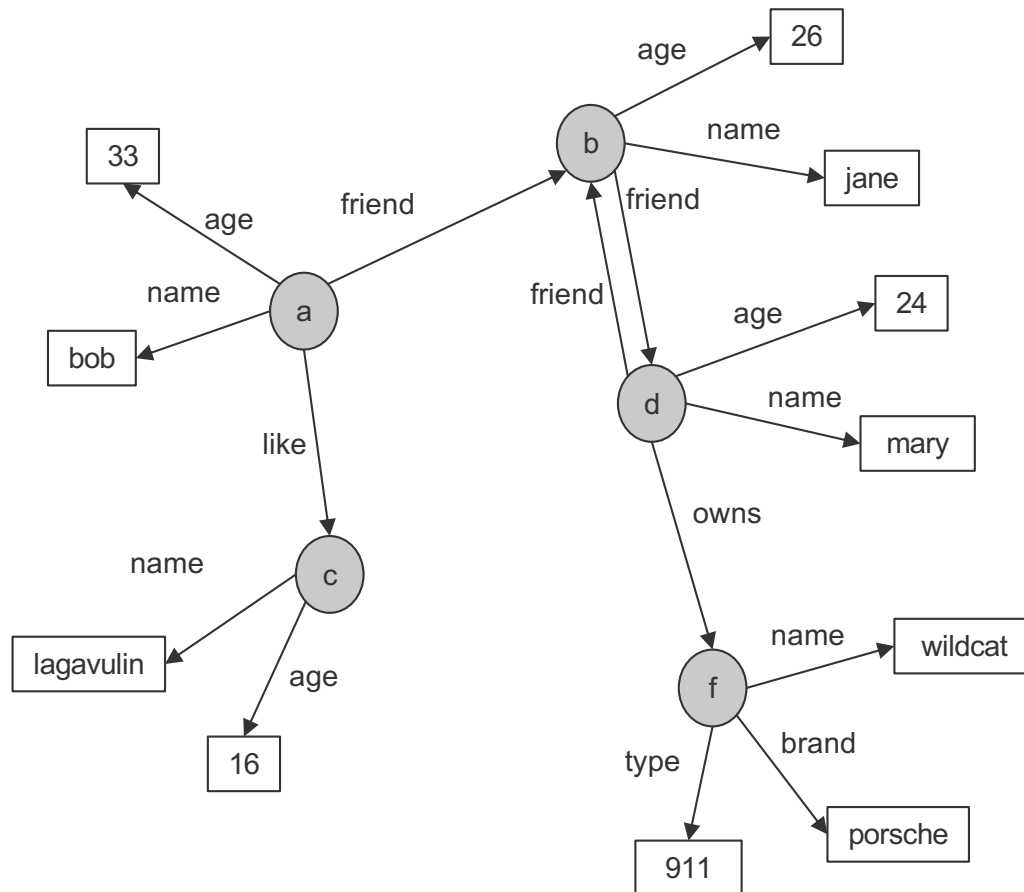 26
age
b
name
jane
33
friend
friend
age
a
name
bob
friend
age
24
d
name
mary
like
owns
name
c
lagavulin
age
16
name
wildcat
f
brand
type
porsche
911